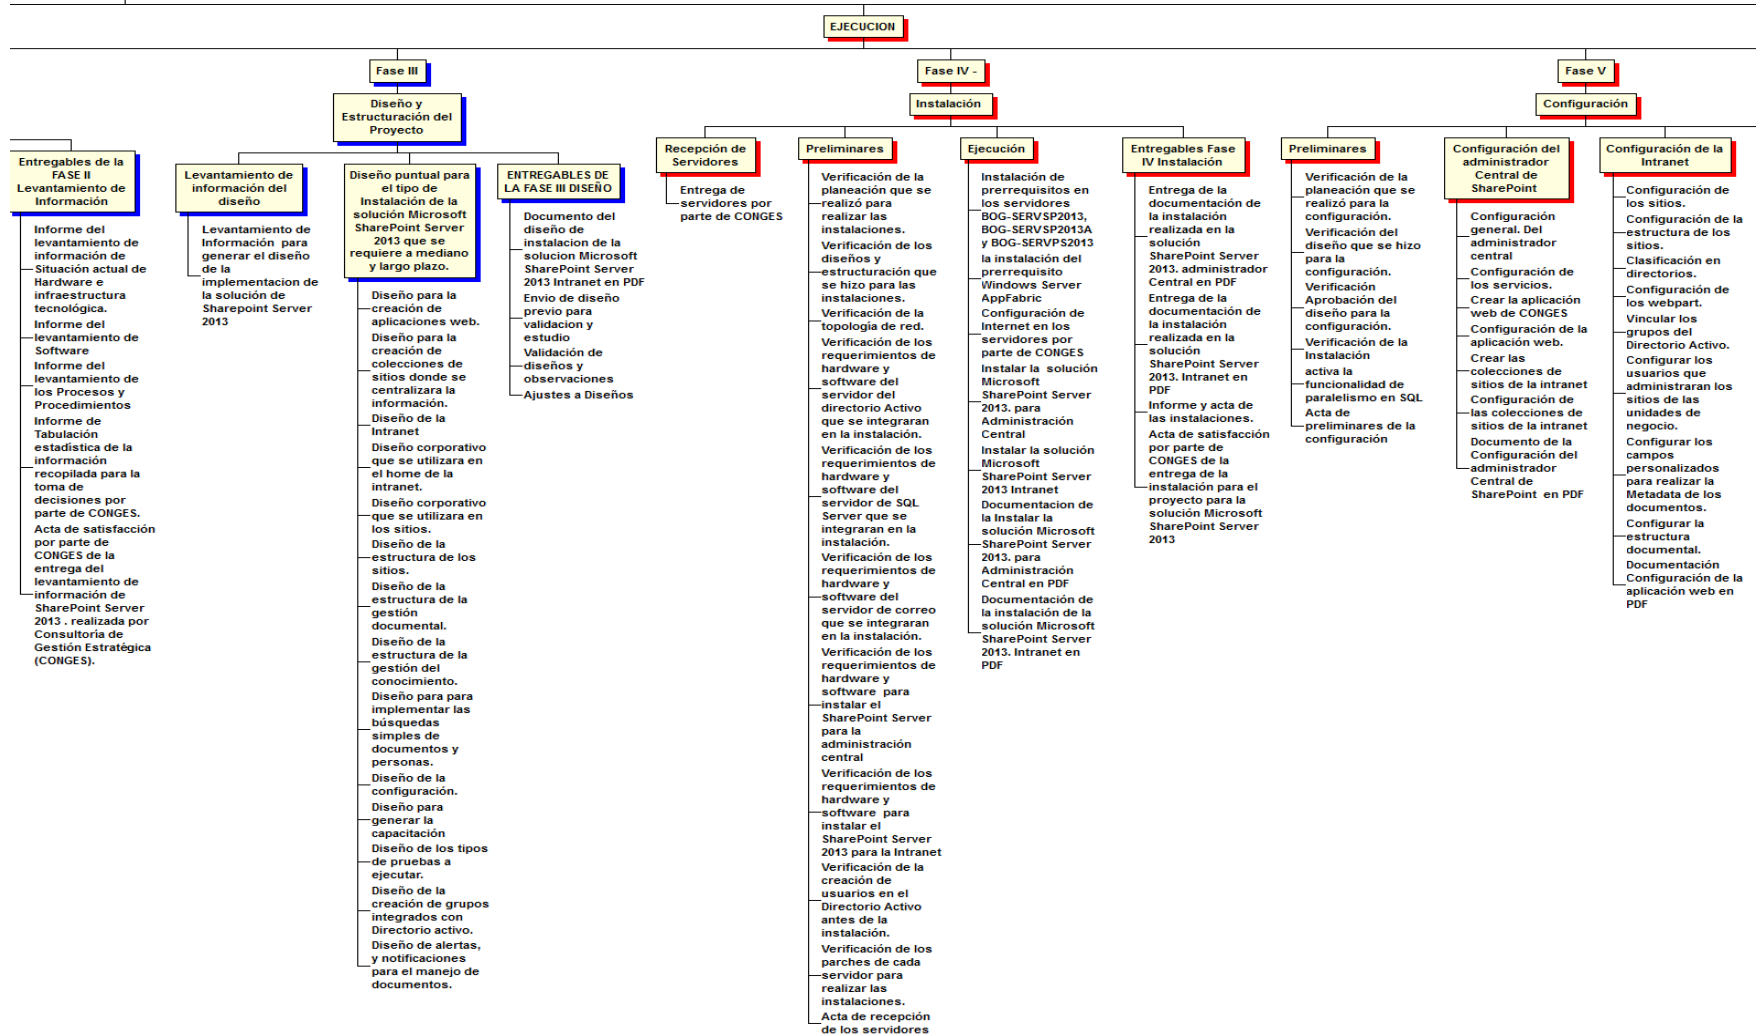 EJECUCION
Fase III
Diseño y
Estructuración del
Proyecto
Fase IV -
Instalación
Fase V
Configuración
Entregables de la
FASE II
Levantamiento de
Información
Informe del
levantamiento de
información de
Situación actual de
Hardware e
infraestructura
tecnológica.
Informe del
levantamiento de
Software
Informe del
levantamiento de
los Procesos y
Procedimientos
Informe de
Tabulación
estadística de la
información
recopilada para la
toma de
decisiones por
parte de CONGES.
Acta de satisfacción
por parte de
CONGES de la
entrega del
levantamiento de
información de
SharePoint Server
2013 . realizada por
Consultoría de
Gestión Estratégica
(CONGES).
Levantamiento de
información del
diseño
Levantamiento de
Información  para
generar el diseño
de la
implementacion de
la solución de
Sharepoint Server
2013
Diseño puntual para
el tipo de
Instalación de la
solución Microsoft
SharePoint Server
2013 que se
requiere a mediano
y largo plazo.
Diseño para la
creación de
aplicaciones web.
Diseño para la
creación de
colecciones de
sitios donde se
centralizara la
información.
Diseño de la
Intranet
Diseño corporativo
que se utilizara en
el home de la
intranet.
Diseño corporativo
que se utilizara en
los sitios.
Diseño de la
estructura de los
sitios.
Diseño de la
estructura de la
gestión
documental.
Diseño de la
estructura de la
gestión del
conocimiento.
Diseño para para
implementar las
búsquedas
simples de
documentos y
personas.
Diseño de la
configuración.
Diseño para
generar la
capacitación
Diseño de los tipos
de pruebas a
ejecutar.
Diseño de la
creación de grupos
integrados con
Directorio activo.
Diseño de alertas,
y notificaciones
para el manejo de
documentos.
ENTREGABLES DE
LA FASE III DISEÑO
Documento del
diseño de
instalacion de la
solucion Microsoft
SharePoint Server
2013 Intranet en PDF
Envio de diseño
previo para
validacion y
estudio
Validación de
diseños y
observaciones
Ajustes a Diseños
Recepción de
Servidores
Entrega de
servidores por
parte de CONGES
Preliminares
Verificación de la
planeación que se
realizó para
realizar las
instalaciones.
Verificación de los
diseños y
estructuración que
se hizo para las
instalaciones.
Verificación de la
topología de red.
Verificación de los
requerimientos de
hardware y
software del
servidor del
directorio Activo
que se integraran
en la instalación.
Verificación de los
requerimientos de
hardware y
software del
servidor de SQL
Server que se
integraran en la
instalación.
Verificación de los
requerimientos de
hardware y
software del
servidor de correo
que se integraran
en la instalación.
Verificación de los
requerimientos de
hardware y
software  para
instalar el
SharePoint Server
para la
administración
central
Verificación de los
requerimientos de
hardware y
software  para
instalar el
SharePoint Server
2013 para la Intranet
Verificación de la
creación de
usuarios en el
Directorio Activo
antes de la
instalación.
Verificación de los
parches de cada
servidor para
realizar las
instalaciones.
Acta de recepción
de los servidores
Ejecución
Instalación de
prerrequisitos en
los servidores
BOG-SERVSP2013,
BOG-SERVSP2013A
y BOG-SERVPS2013
la instalación del
prerrequisito
Windows Server
AppFabric
Configuración de
Internet en los
servidores por
parte de CONGES
Instalar la  solución
Microsoft
SharePoint Server
2013. para
Administración
Central
Instalar la solución
Microsoft
SharePoint Server
2013 Intranet
Documentacion de
la Instalar la
solución Microsoft
SharePoint Server
2013. para
Administración
Central en PDF
Documentación de
la instalación de la
solución Microsoft
SharePoint Server
2013. Intranet en
PDF
Entregables Fase
IV Instalación
Entrega de la
documentación de
la instalación
realizada en la
solución
SharePoint Server
2013. administrador
Central en PDF
Entrega de la
documentación de
la instalación
realizada en la
solución
SharePoint Server
2013. Intranet en
PDF
Informe y acta de
las instalaciones.
Acta de satisfacción
por parte de
CONGES de la
entrega de la
instalación para el
proyecto para la
solución Microsoft
SharePoint Server
2013
Preliminares
Verificación de la
planeación que se
realizó para la
configuración.
Verificación del
diseño que se hizo
para la
configuración.
Verificación
Aprobación del
diseño para la
configuración.
Verificación de la
Instalación
activa la
funcionalidad de
paralelismo en SQL
Acta de
preliminares de la
configuración
Configuración del
administrador
Central de
SharePoint
Configuración
general. Del
administrador
central
Configuración de
los servicios.
Crear la aplicación
web de CONGES
Configuración de la
aplicación web.
Crear las
colecciones de
sitios de la intranet
Configuración de
las colecciones de
sitios de la intranet
Documento de la
Configuración del
administrador
Central de
SharePoint  en PDF
Configuración de la
Intranet
Configuración de
los sitios.
Configuración de la
estructura de los
sitios.
Clasificación en
directorios.
Configuración de
los webpart.
Vincular los
grupos del
Directorio Activo.
Configurar los
usuarios que
administraran los
sitios de las
unidades de
negocio.
Configurar los
campos
personalizados
para realizar la
Metadata de los
documentos.
Configurar la
estructura
documental.
Documentación
Configuración de la
aplicación web en
PDF